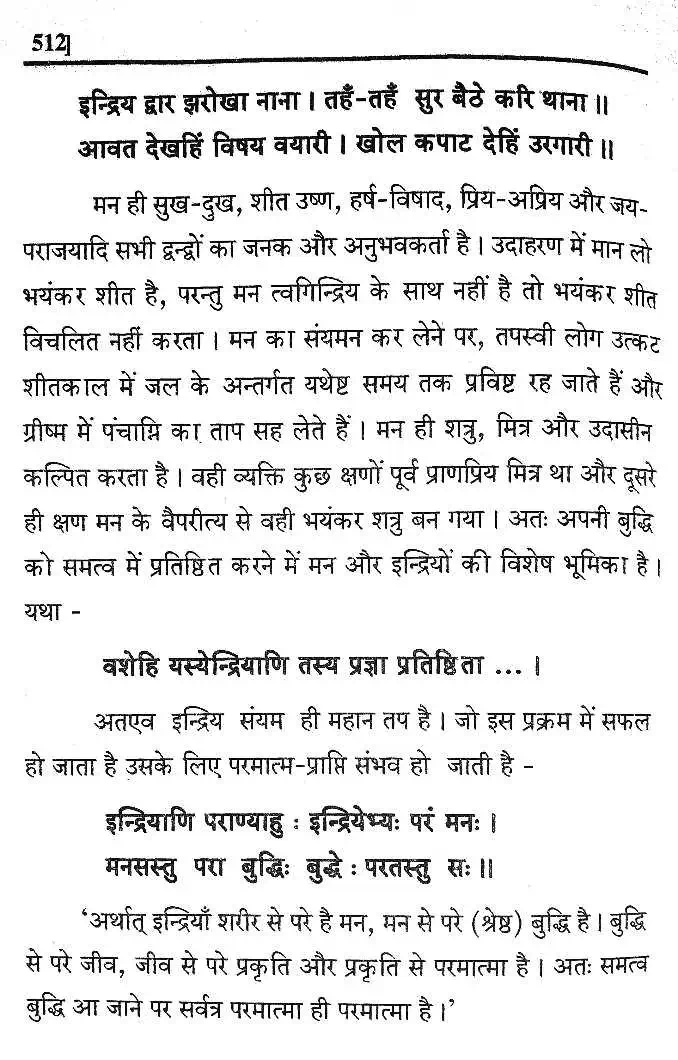 512]
इन्द्रिय द्वार झरोखा नाना । तहँ-तहँ सुर बैठे करि थाना ॥
आवत देखहिं विषय वयारी । खोल कपाट देहिं उरगारी ॥
मन ही सुख-दुख, शीत उष्ण, हर्ष-विषाद, प्रिय-अप्रिय और जय-
पराजयादि सभी द्वन्द्वों का जनक और अनुभवकर्ता है । उदाहरण में मान लो
भयंकर शीत है, परन्तु मन त्वगिन्द्रिय के साथ नहीं है तो भयंकर शीत
विचलित नहीं करता । मन का संयमन कर लेने पर, तपस्वी लोग उत्कट
शीतकाल में जल के अन्तर्गत यथेष्ट समय तक प्रविष्ट रह जाते हैं और
ग्रीष्म में पंचाग्नि का ताप सह लेते हैं । मन ही शत्रु, मित्र और उदासीन
कल्पित करता है । वही व्यक्ति कुछ क्षणों पूर्व प्राणप्रिय मित्र था और दूसरे
ही क्षण मन के वैपरीत्य से वही भयंकर शत्रु बन गया । अतः अपनी बुद्धि
को समत्व में प्रतिष्ठित करने में मन और इन्द्रियों की विशेष भूमिका है ।
यथा -
वशेहि यस्येन्द्रियाणि तस्य प्रज्ञा प्रतिष्ठिता ... ।
अतएव इन्द्रिय संयम ही महान तप है । जो इस प्रक्रम में सफल
हो जाता है उसके लिए परमात्म-प्राप्ति संभव हो जाती है -
इन्द्रियाणि पराण्याहु : इन्द्रियेभ्यः परं मनः ।
मनसस्तु परा बुद्धिः बुद्धे : परतस्तु सः ॥
'अर्थात् इन्द्रियाँ शरीर से परे है मन, मन से परे (श्रेष्ठ) बुद्धि है । बुद्धि
से परे जीव, जीव से परे प्रकृति और प्रकृति से परमात्मा है । अतः समत्व
बुद्धि आ जाने पर सर्वत्र परमात्मा ही परमात्मा है ।'